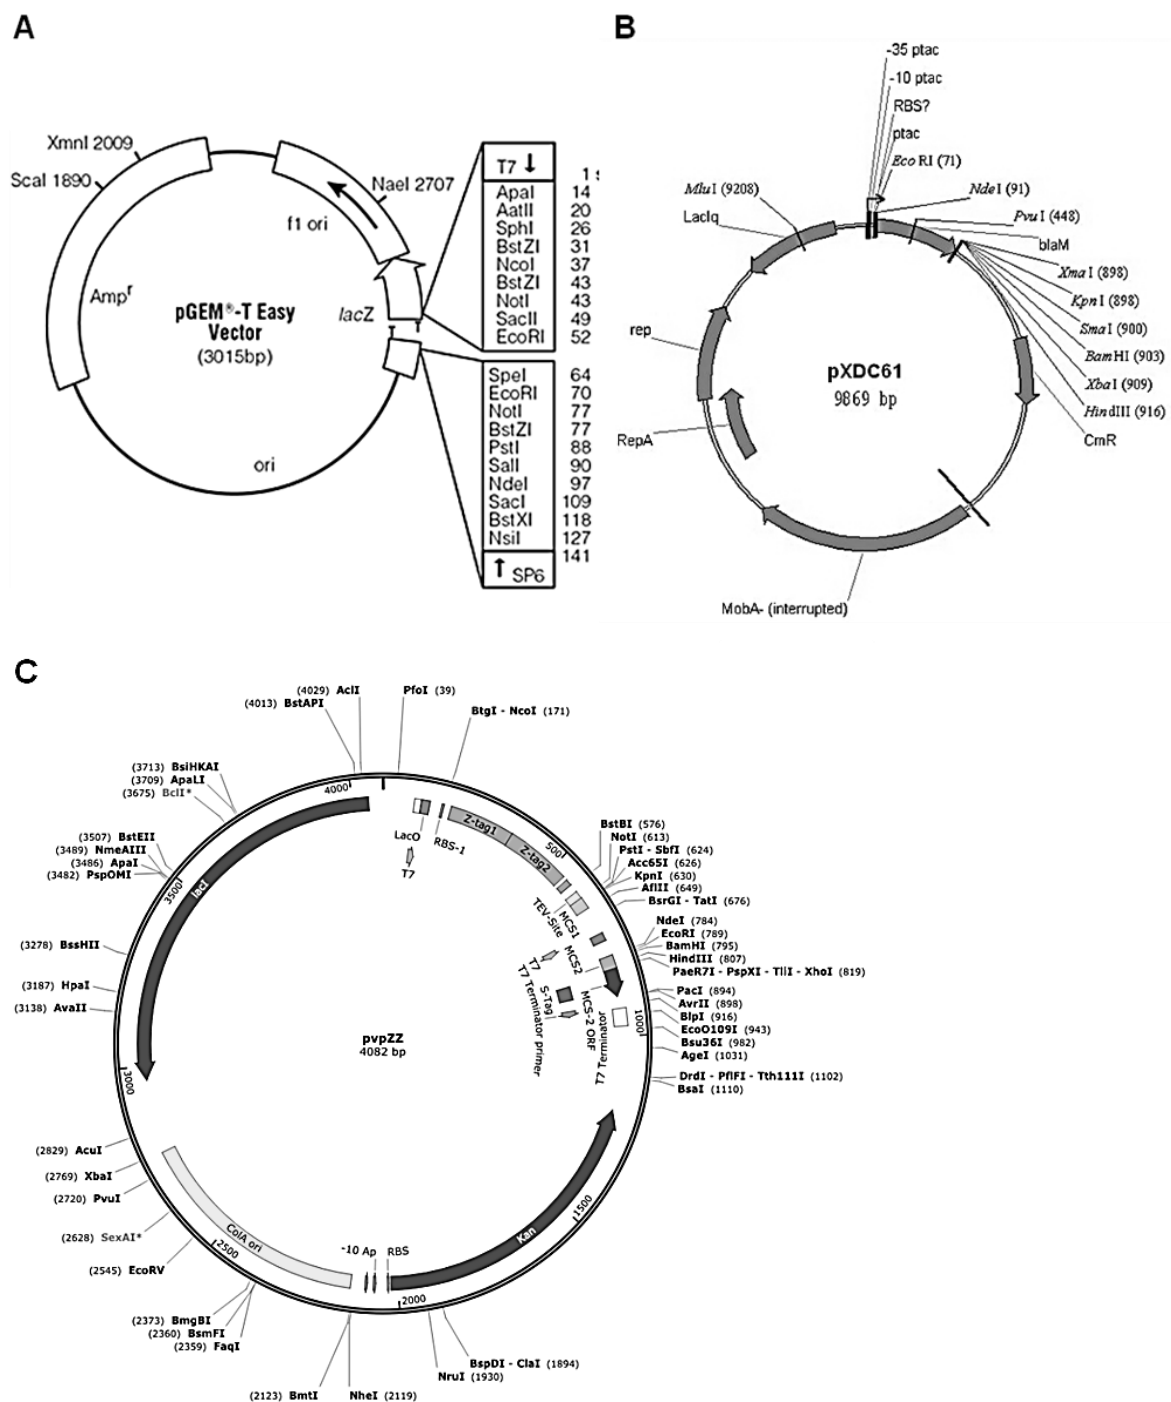 A
XmnI 2009
ScaI 1890
NaeI 2707
f1 ori
Ampr
pGEM®-T Easy
Vector
(3015bp)
lacZ
ori
T7 ↓
1 s
ApaI 14
AatII 20
SphI 26
BstZI 31
NcoI 37
BstZI 43
NotI 43
SacII 49
EcoRI 52
SpeI 64
EcoRI 70
NotI 77
BstZI 77
PstI 88
SalI 90
NdeI 97
SacI 109
BstXI 118
NsiI 127
141
↑ SP6
B
-35 ptac
-10 ptac
RBS?
ptac
EcoRI (71)
NdeI (91)
PvuI (448)
blaM
XmaI (898)
KpnI (898)
SmaI (900)
BamHI (903)
XbaI (909)
HindIII (916)
CmR
MluI (9208)
LacIq
rep
RepA
pXDC61
9869 bp
MobA- (interrupted)
C
(4029) AclI
(4013) BstAPI
PfoI (39)
BtgI - NcoI (171)
(3713) BsiHKAI
(3709) ApaLI
(3675) BclI*
(3507) BstEII
(3489) NmeAIII
(3486) ApaI
(3482) PspOMI
(3278) BssHII
(3187) HpaI
(3138) AvaII
(2829) AcuI
(2769) XbaI
(2720) PvuI
(2628) SexAI*
(2545) EcoRV
(2373) BmgBI
(2360) BsmFI
(2359) FaqI
(2123) BmtI
NheI (2119)
NruI (1930)
BspDI - ClaI (1894)
BstBI (576)
NotI (613)
PstI - SbfI (624)
Acc65I (626)
KpnI (630)
AflII (649)
BsrGI - TatI (676)
NdeI (784)
EcoRI (789)
BamHI (795)
HindIII (807)
PaeR7I - PspXI - TliI - XhoI (819)
PacI (894)
AvrII (898)
BlpI (916)
EcoO109I (943)
Bsu36I (982)
AgeI (1031)
DrdI - PflFI - Tth111I (1102)
BsaI (1110)
4000
500
1000
1500
2000
2500
3000
3500
lacI
LacO
T7
RBS-1
Z-tag1
Z-tag2
TEV-Site
MCS1
T7
MCS2
T7 Terminator primer
S-Tag
MCS-2 ORF
T7 Terminator
pvpZZ
4082 bp
Kan
RBS
-10 Ap
ColA ori